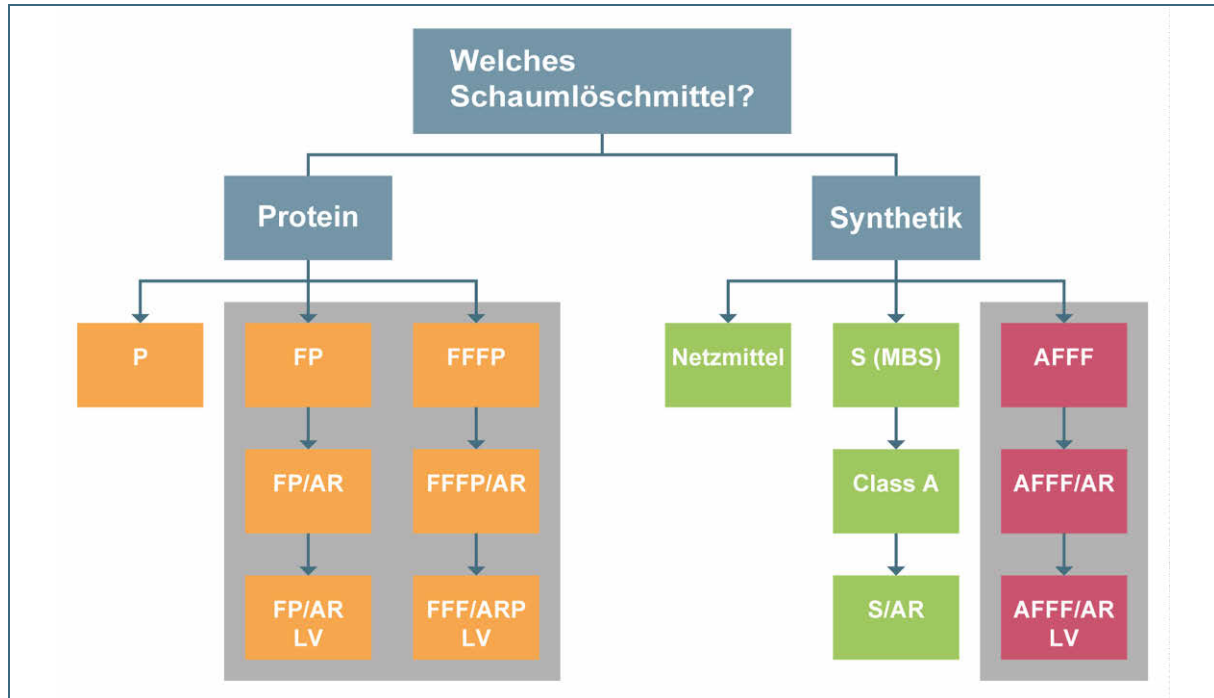 Welches
Schaumlöschmittel?
Protein
Synthetik
P
FP
FFFP
Netzmittel
S (MBS)
AFFF
FP/AR
FFFP/AR
Class A
AFFF/AR
FP/AR
LV
FFF/ARP
LV
S/AR
AFFF/AR
LV